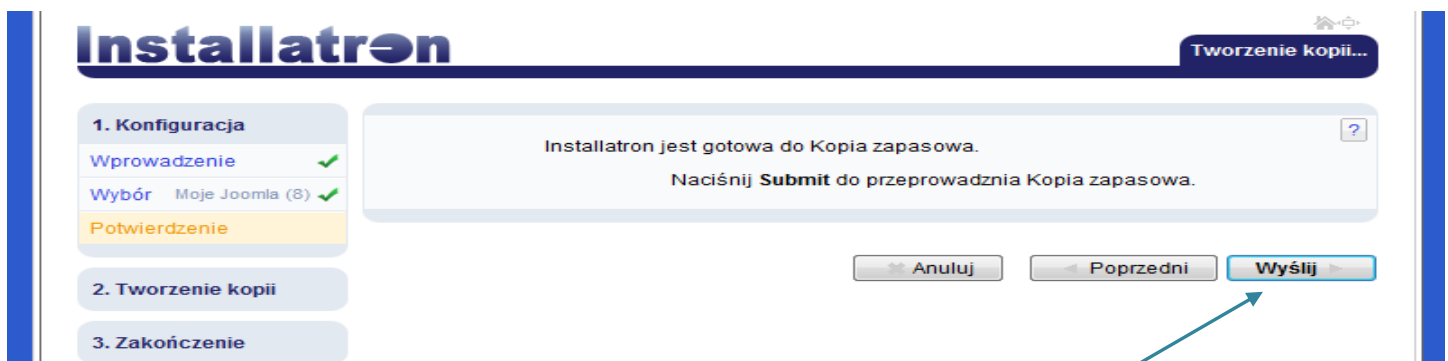 Installatron
Tworzenie kopii...
1. Konfiguracja
Wprowadzenie
Wybór Moje Joomla (8)
Potwierdzenie
2. Tworzenie kopii
3. Zakończenie
?
Installatron jest gotowa do Kopia zapasowa.
Naciśnij Submit do przeprowadznia Kopia zapasowa.
Anuluj
Poprzedni
Wyślij